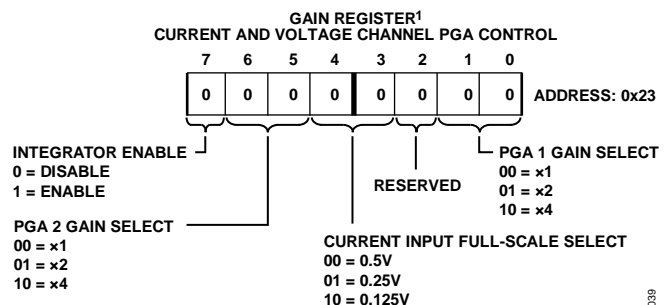 GAIN REGISTER1
CURRENT AND VOLTAGE CHANNEL PGA CONTROL
7 6 5 4 3 2 1 0
0 0 0 0 0 0 0 0 ADDRESS: 0x23
INTEGRATOR ENABLE
0 = DISABLE
1 = ENABLE
RESERVED
PGA 1 GAIN SELECT
00 = ×1
01 = ×2
10 = ×4
PGA 2 GAIN SELECT
00 = ×1
01 = ×2
10 = ×4
CURRENT INPUT FULL-SCALE SELECT
00 = 0.5V
01 = 0.25V
10 = 0.125V
039